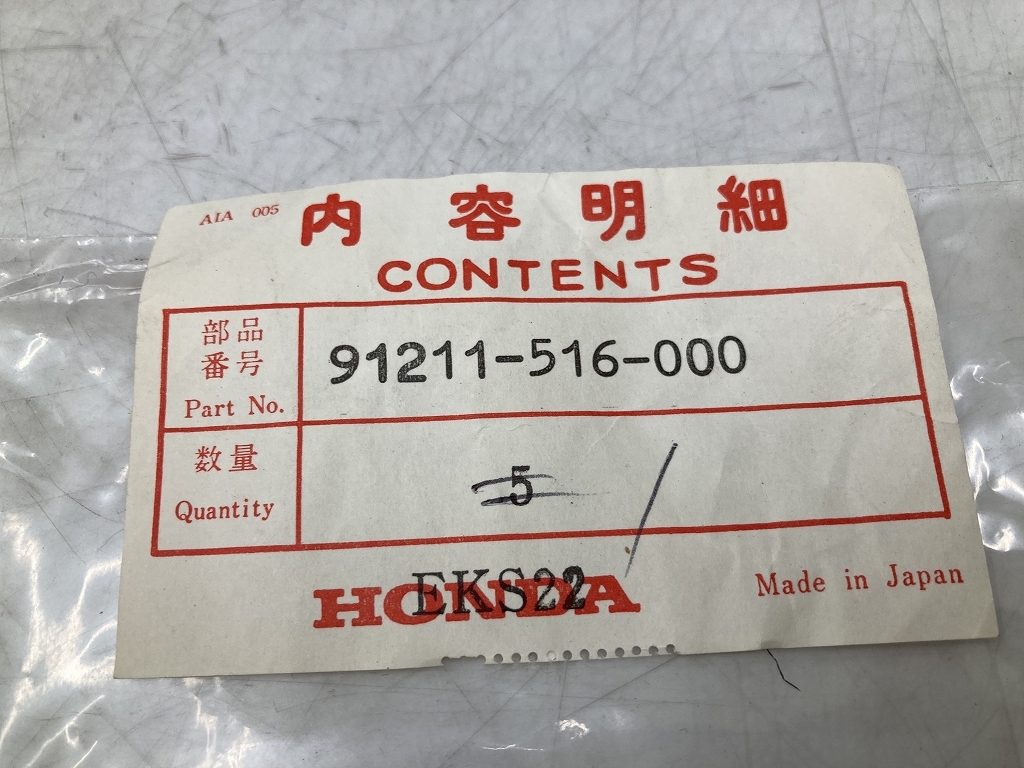 AIA 005
内容明細
CONTENTS
部品
番号
Part No.
91211-516-000
数量
Quantity
5 /
HONDA
EKS22
Made in Japan